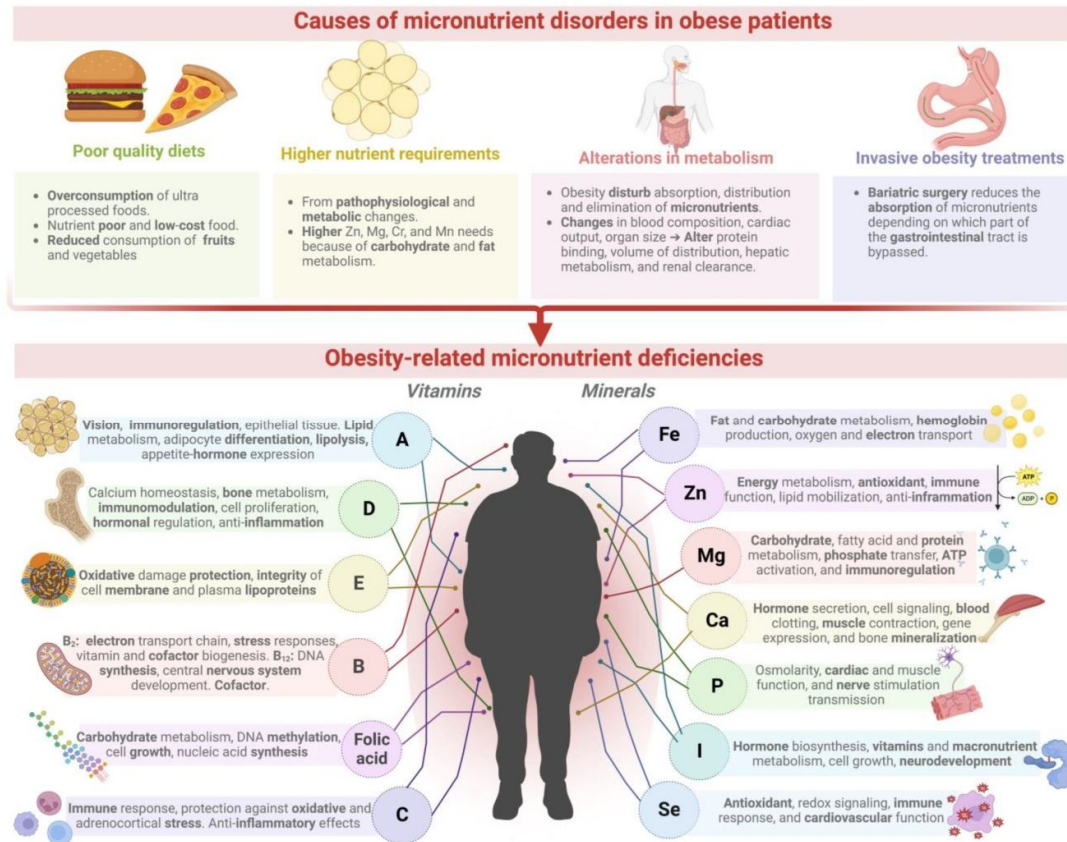 Causes of micronutrient disorders in obese patients
Poor quality diets
• Overconsumption of ultra
processed foods.
• Nutrient poor and low-cost food.
• Reduced consumption of fruits
and vegetables
Higher nutrient requirements
• From pathophysiological and
metabolic changes.
• Higher Zn, Mg, Cr, and Mn needs
because of carbohydrate and fat
metabolism.
Alterations in metabolism
• Obesity disturb absorption, distribution
and elimination of micronutrients.
• Changes in blood composition, cardiac
output, organ size → Alter protein
binding, volume of distribution, hepatic
metabolism, and renal clearance.
Invasive obesity treatments
• Bariatric surgery reduces the
absorption of micronutrients
depending on which part of
the gastrointestinal tract is
bypassed.
Obesity-related micronutrient deficiencies
Vitamins
Vision, immunoregulation, epithelial tissue. Lipid
metabolism, adipocyte differentiation, lipolysis,
appetite-hormone expression
A
Calcium homeostasis, bone metabolism,
immunomodulation, cell proliferation,
hormonal regulation, anti-inflammation
D
Oxidative damage protection, integrity of
cell membrane and plasma lipoproteins
E
B₂: electron transport chain, stress responses,
vitamin and cofactor biogenesis. B₁₂: DNA
synthesis, central nervous system
development. Cofactor.
B
Carbohydrate metabolism, DNA methylation,
cell growth, nucleic acid synthesis
Folic
acid
Immune response, protection against oxidative and
adrenocortical stress. Anti-inflammatory effects
C
Minerals
Fe
Fat and carbohydrate metabolism, hemoglobin
production, oxygen and electron transport
Zn
Energy metabolism, antioxidant, immune
function, lipid mobilization, anti-inframmation
ATP
ADP + P
Mg
Carbohydrate, fatty acid and protein
metabolism, phosphate transfer, ATP
activation, and immunoregulation
Ca
Hormone secretion, cell signaling, blood
clotting, muscle contraction, gene
expression, and bone mineralization
P
Osmolarity, cardiac and muscle
function, and nerve stimulation
transmission
I
Hormone biosynthesis, vitamins and macronutrient
metabolism, cell growth, neurodevelopment
Se
Antioxidant, redox signaling, immune
response, and cardiovascular function